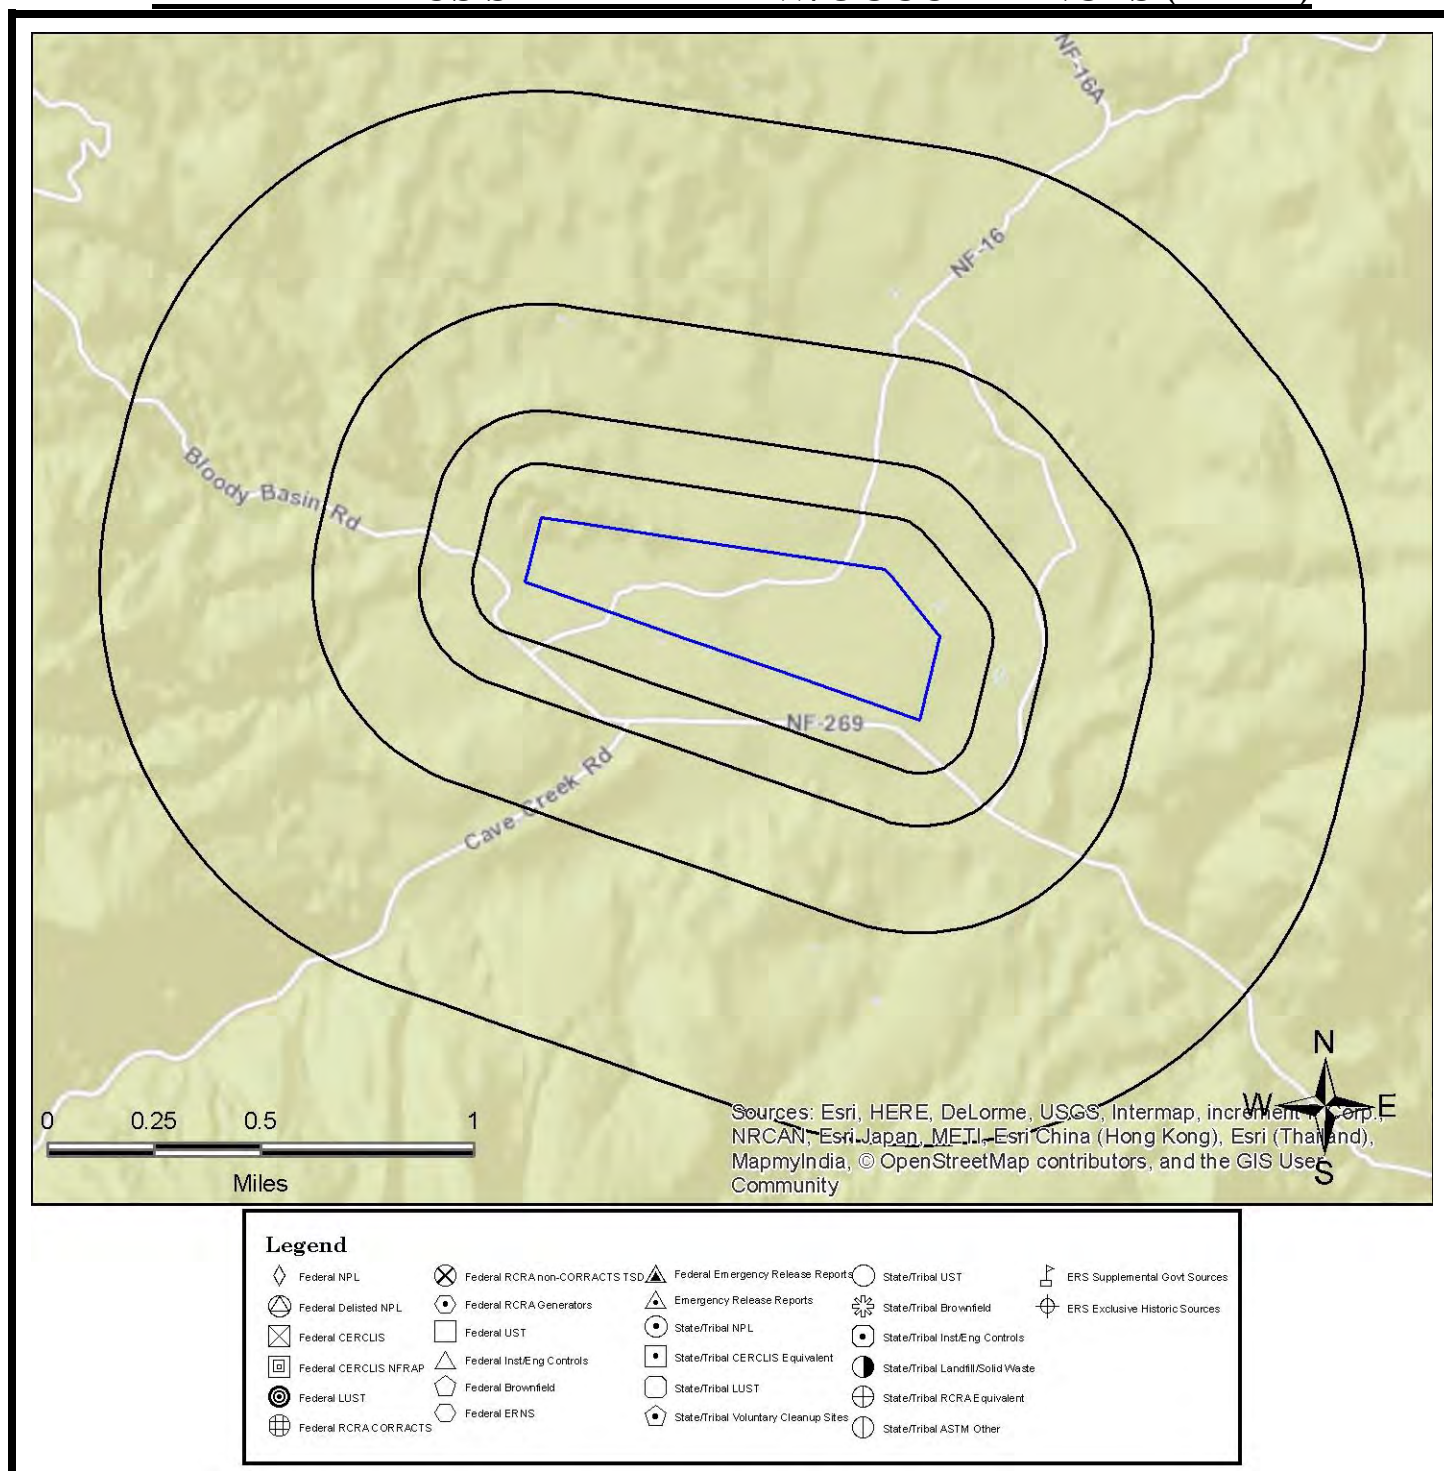 NF-16A
NF-16
Bloody Basin Rd
NF-269
Cave Creek Rd
N
W E
S
0 0.25 0.5 1
Miles
Sources: Esri, HERE, DeLorme, USGS, Intermap, increment P Corp.,
NRCAN, Esri Japan, METI, Esri China (Hong Kong), Esri (Thailand),
MapmyIndia, © OpenStreetMap contributors, and the GIS User
Community
Legend
Federal NPL
Federal Delisted NPL
Federal CERCLIS
Federal CERCLIS NFRAP
Federal LUST
Federal RCRA CORRACTS
Federal RCRA non-CORRACTS TSD
Federal RCRA Generators
Federal UST
Federal Inst/Eng Controls
Federal Brownfield
Federal ERNS
Federal Emergency Release Reports
Emergency Release Reports
State/Tribal NPL
State/Tribal CERCLIS Equivalent
State/Tribal LUST
State/Tribal Voluntary Cleanup Sites
State/Tribal UST
State/Tribal Brownfield
State/Tribal Inst/Eng Controls
State/Tribal Landfill/Solid Waste
State/Tribal RCRA Equivalent
State/Tribal ASTM Other
ERS Supplemental Govt Sources
ERS Exclusive Historic Sources